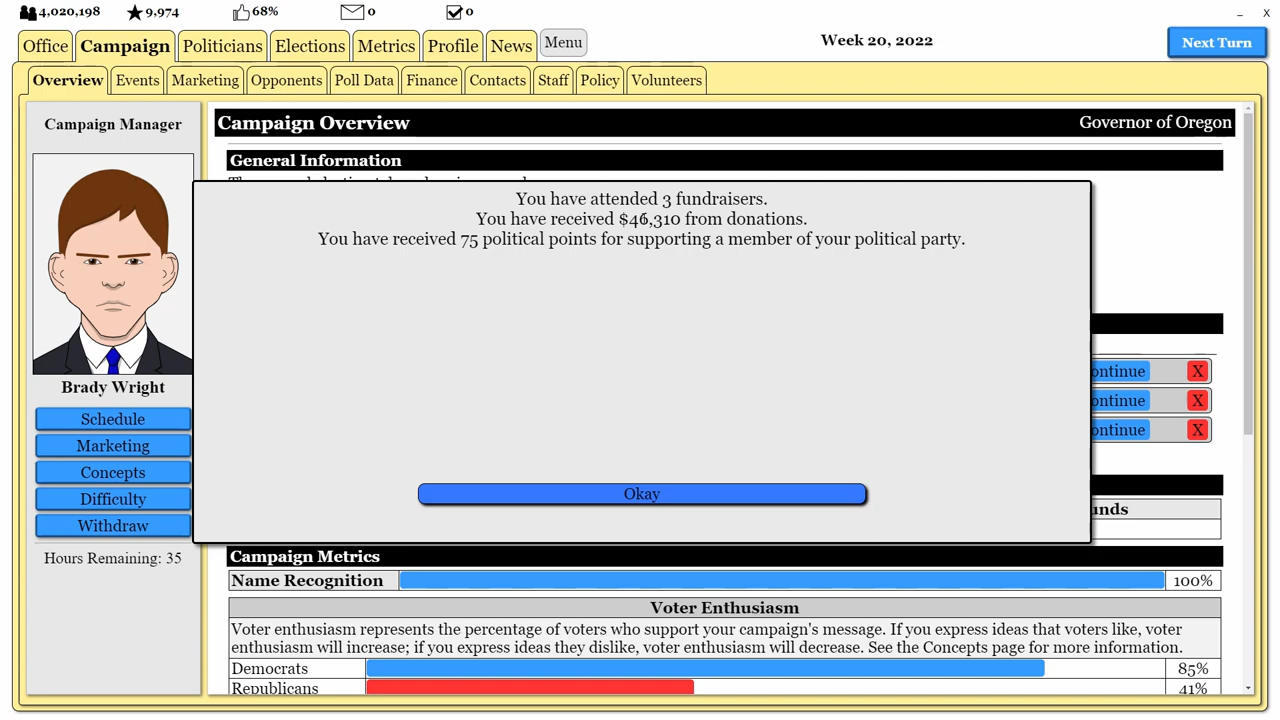 4,020,198 9,974 68% 0 0
_ X
Office Campaign Politicians Elections Metrics Profile News Menu
Week 20, 2022
Next Turn
Overview Events Marketing Opponents Poll Data Finance Contacts Staff Policy Volunteers
Campaign Manager
Brady Wright
Schedule
Marketing
Concepts
Difficulty
Withdraw
Hours Remaining: 35
Campaign Overview Governor of Oregon
General Information
You have attended 3 fundraisers.
You have received $46,310 from donations.
You have received 75 political points for supporting a member of your political party.
Okay
ontinue X
ontinue X
ontinue X
unds
Campaign Metrics
Name Recognition 100%
Voter Enthusiasm
Voter enthusiasm represents the percentage of voters who support your campaign's message. If you express ideas that voters like, voter
enthusiasm will increase; if you express ideas they dislike, voter enthusiasm will decrease. See the Concepts page for more information.
Democrats 85%
Republicans 41%